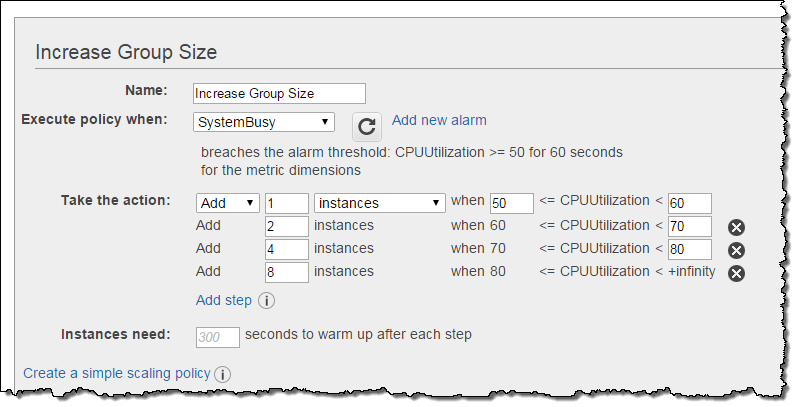 Increase Group Size
Name: Increase Group Size
Execute policy when: SystemBusy Add new alarm
breaches the alarm threshold: CPUUtilization >= 50 for 60 seconds
for the metric dimensions
Take the action: Add 1 instances when 50 <= CPUUtilization < 60
Add 2 instances when 60 <= CPUUtilization < 70
Add 4 instances when 70 <= CPUUtilization < 80
Add 8 instances when 80 <= CPUUtilization < +infinity
Add step i
Instances need: 300 seconds to warm up after each step
Create a simple scaling policy i